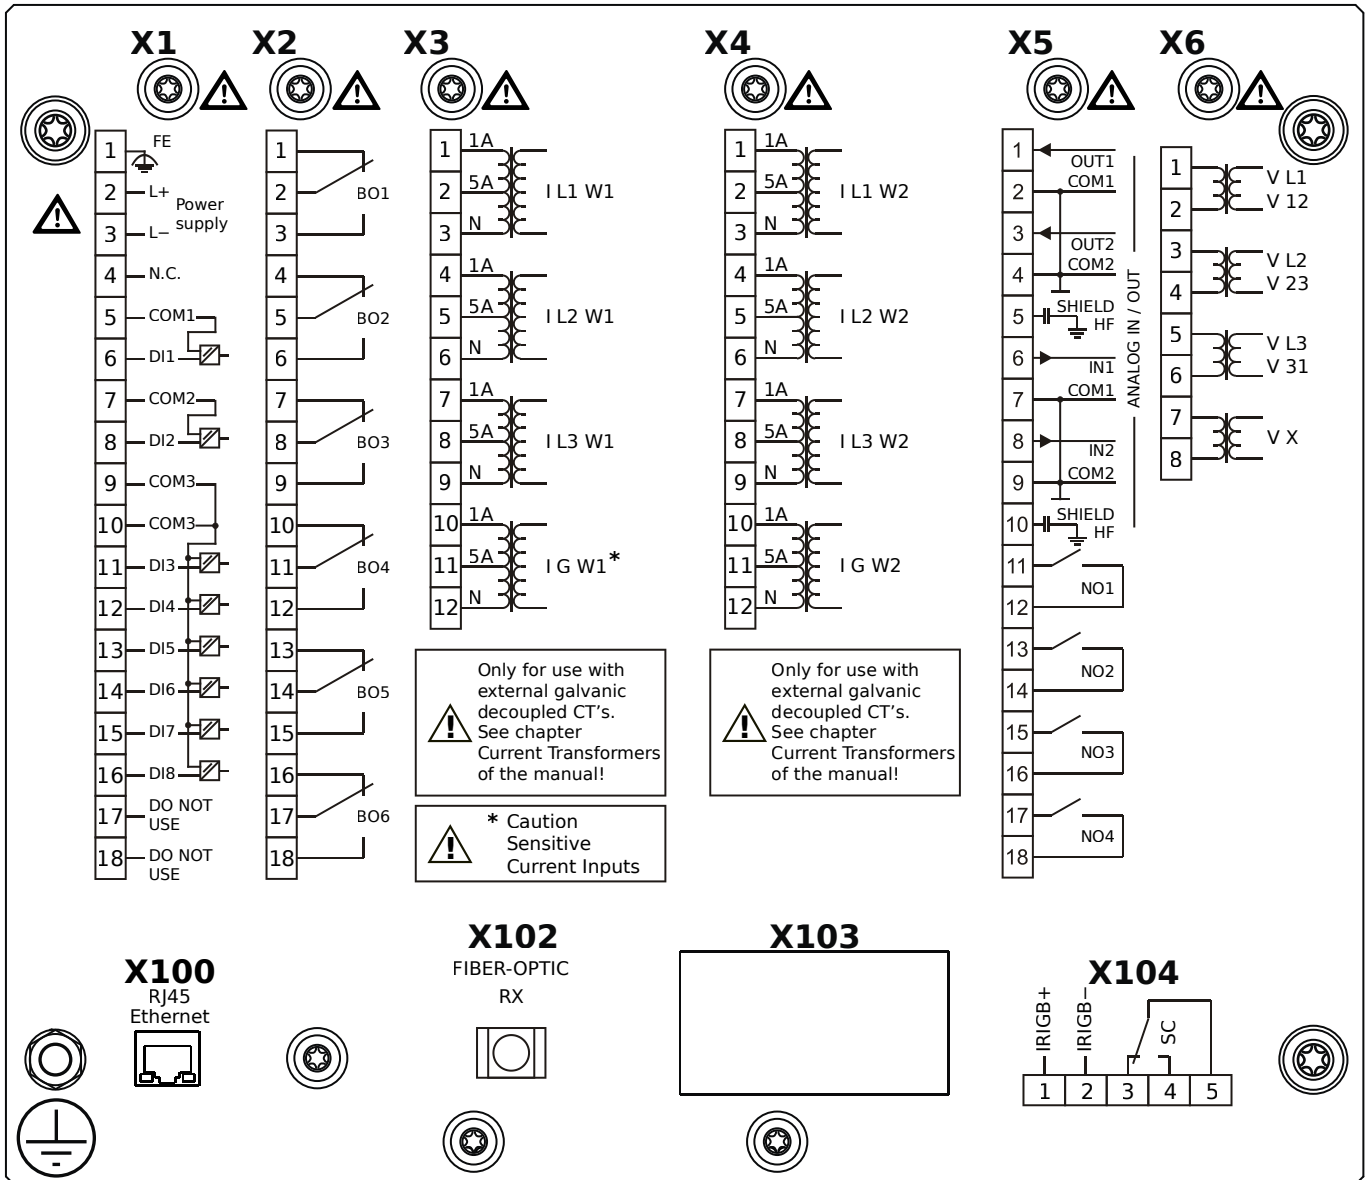 X1
X2
X3
X4
X5
X6
1 FE
2 L+
Power
supply
3 L−
4 N.C.
5 COM1
6 DI1
7 COM2
8 DI2
9 COM3
10 COM3
11 DI3
12 DI4
13 DI5
14 DI6
15 DI7
16 DI8
17 DO NOT
USE
18 DO NOT
USE
1
2 BO1
3
4
5 BO2
6
7
8 BO3
9
10
11 BO4
12
13
14 BO5
15
16
17 BO6
18
1 1A
2 5A I L1 W1
3 N
4 1A
5 5A I L2 W1
6 N
7 1A
8 5A I L3 W1
9 N
10 1A
11 5A I G W1*
12 N
Only for use with
external galvanic
decoupled CT's.
See chapter
Current Transformers
of the manual!
* Caution
Sensitive
Current Inputs
1 1A
2 5A I L1 W2
3 N
4 1A
5 5A I L2 W2
6 N
7 1A
8 5A I L3 W2
9 N
10 1A
11 5A I G W2
12 N
Only for use with
external galvanic
decoupled CT's.
See chapter
Current Transformers
of the manual!
1 OUT1
2 COM1
3 OUT2
4 COM2
5 SHIELD
HF
6 IN1
7 COM1
8 IN2
9 COM2
10 SHIELD
HF
ANALOG IN / OUT
11
NO1
12
13
NO2
14
15
NO3
16
17
NO4
18
1 V L1
2 V 12
3 V L2
4 V 23
5 V L3
6 V 31
7
V X
8
X100
RJ45
Ethernet
X102
FIBER-OPTIC
RX
X103
X104
IRIGB+
IRIGB−
SC
1 2 3 4 5